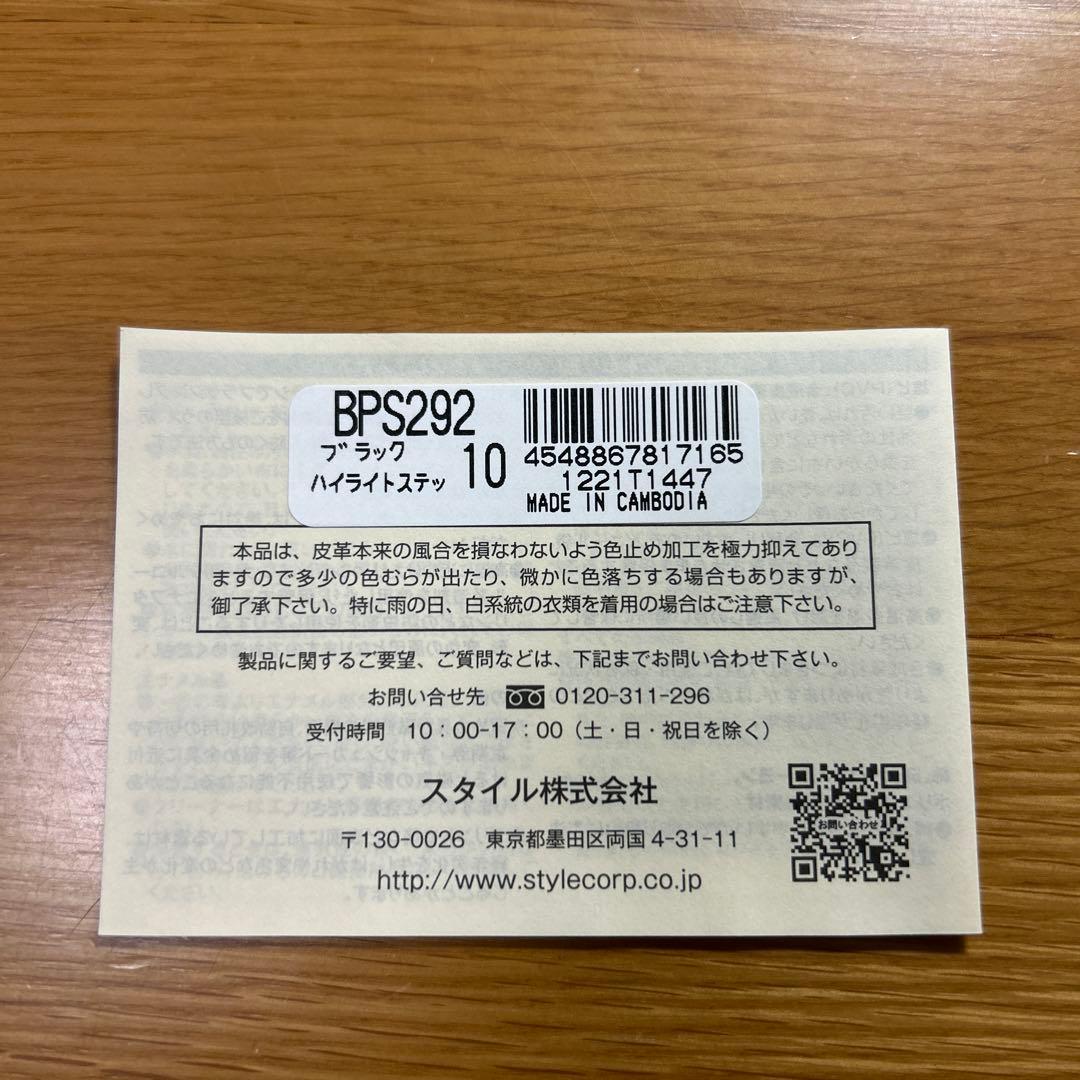 BPS292
ブラック
ハイライトステッ 10
4548867817165
1221T1447
MADE IN CAMBODIA
本品は、皮革本来の風合を損なわないよう色止め加工を極力抑えてあり
ますので多少の色むらが出たり、微かに色落ちする場合もありますが、
御了承下さい。特に雨の日、白系統の衣類を着用の場合はご注意下さい。
製品に関するご要望、ご質問などは、下記までお問い合わせ下さい。
お問い合せ先 0120-311-296
受付時間 10:00-17:00(土・日・祝日を除く)
スタイル株式会社
〒130-0026 東京都墨田区両国 4-31-11
http://www.stylecorp.co.jp
お問い合わせ